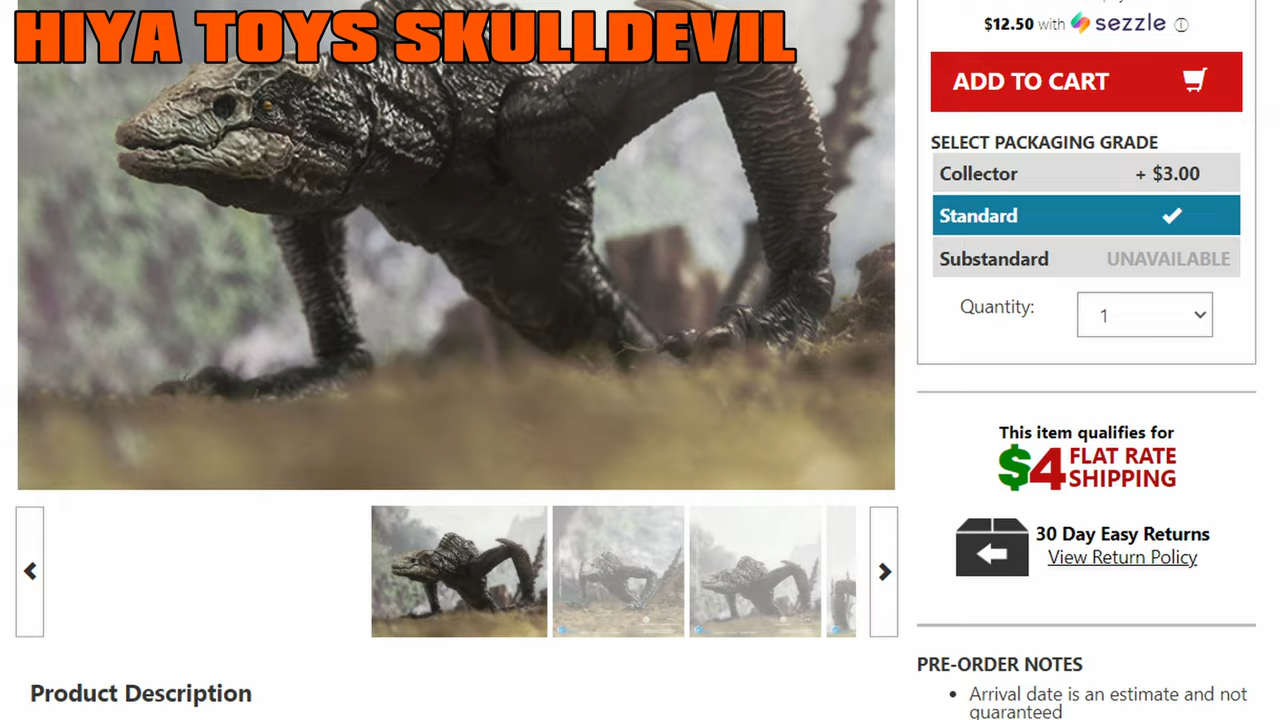 HIYA TOYS SKULLDEVIL
$12.50 with sezzle
ADD TO CART
SELECT PACKAGING GRADE
Collector + $3.00
Standard
Substandard UNAVAILABLE
Quantity: 1
This item qualifies for
$4 FLAT RATE
SHIPPING
30 Day Easy Returns
View Return Policy
PRE-ORDER NOTES
• Arrival date is an estimate and not
guaranteed
Product Description